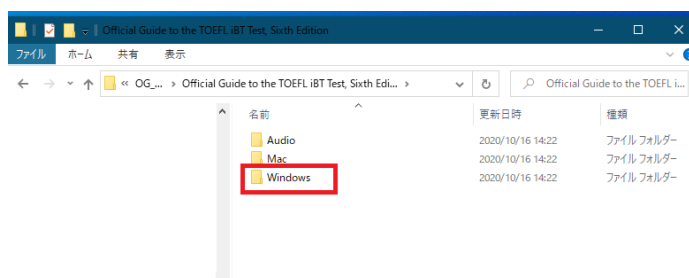 Official Guide to the TOEFL iBT Test, Sixth Edition
ファイル ホーム 共有 表示
« OG_... › Official Guide to the TOEFL iBT Test, Sixth Edi... › Official Guide to the TOEFL i...
名前 更新日時 種類
Audio 2020/10/16 14:22 ファイル フォルダー
Mac 2020/10/16 14:22 ファイル フォルダー
Windows 2020/10/16 14:22 ファイル フォルダー